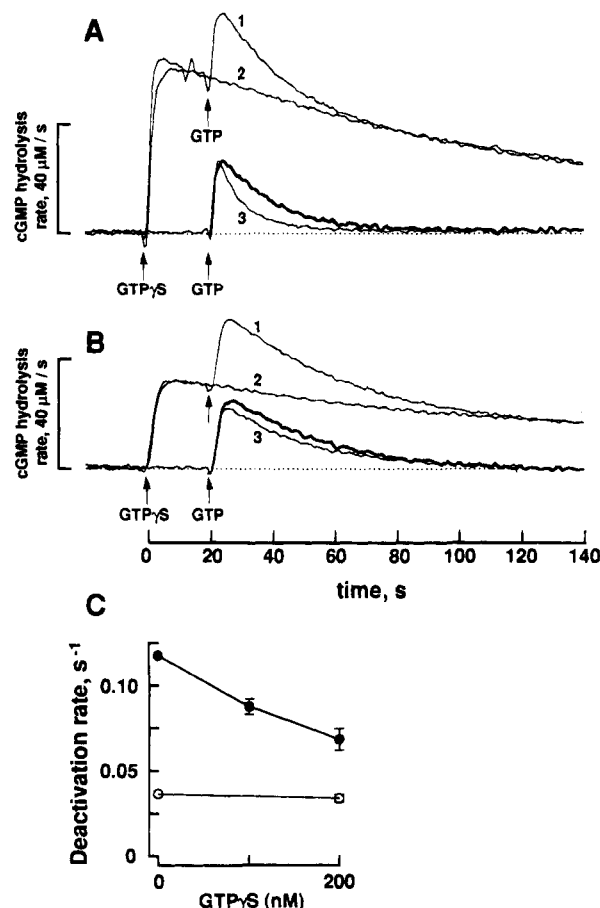 A
1
2
GTP
3
cGMP hydrolysis
rate, 40 μM / s
GTPγS
GTP
B
1
2
3
cGMP hydrolysis
rate, 40 μM / s
GTPγS
GTP
0 20 40 60 80 100 120 140
time, s
C
Deactivation rate, s⁻¹
0.10
0.05
0
0 200
GTPγS (nM)